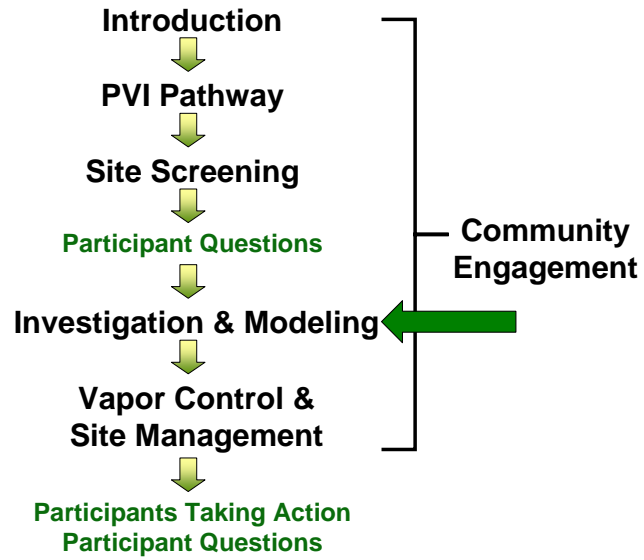 Introduction
PVI Pathway
Site Screening
Participant Questions
Investigation & Modeling
Vapor Control &
Site Management
Participants Taking Action
Participant Questions
Community
Engagement